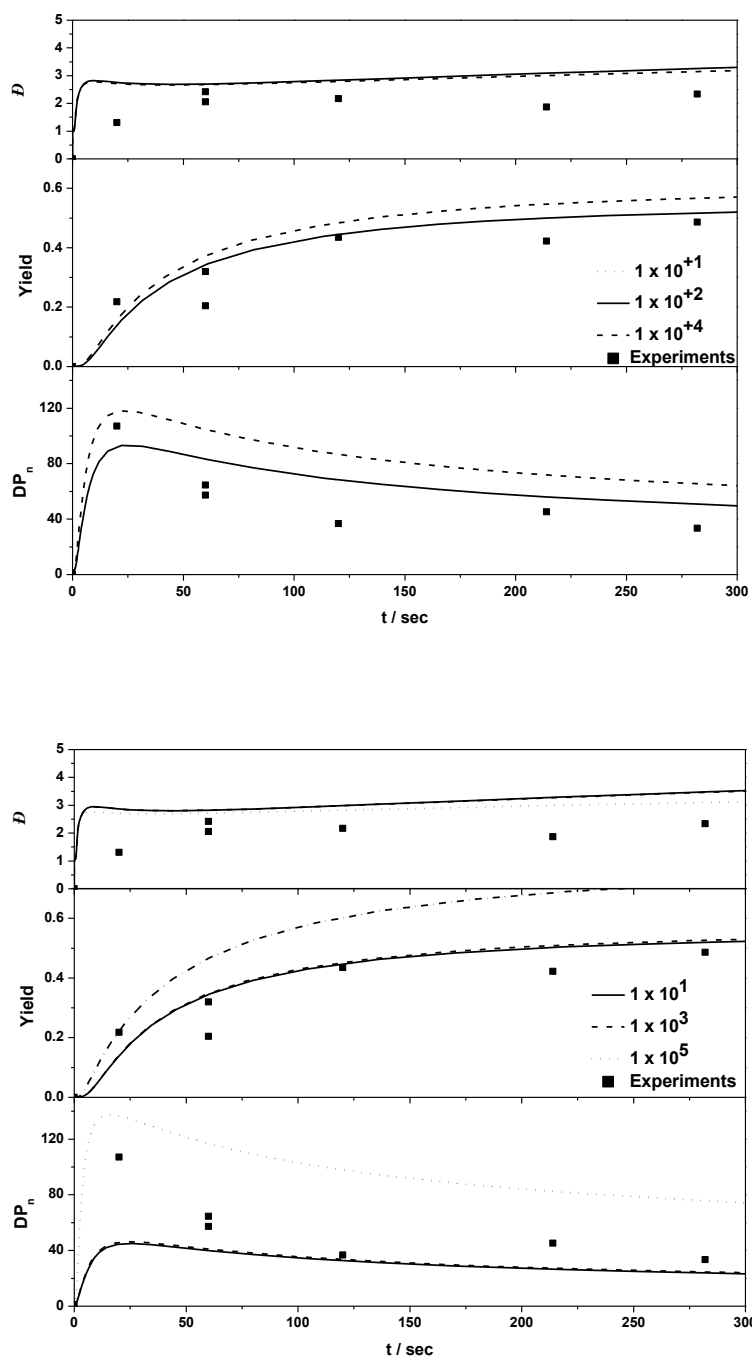 5
4
3
2
1
0
Đ
0.6
0.4
0.2
0.0
Yield
1 x 10+1
1 x 10+2
1 x 10+4
Experiments
120
80
40
0
DPn
0 50 100 150 200 250 300
t / sec
5
4
3
2
1
0
Đ
0.6
0.4
0.2
0.0
Yield
1 x 101
1 x 103
1 x 105
Experiments
120
80
40
0
DPn
0 50 100 150 200 250 300
t / sec